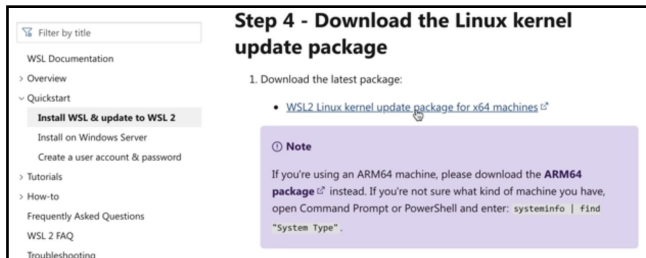 Filter by title
WSL Documentation
> Overview
Quickstart
Install WSL & update to WSL 2
Install on Windows Server
Create a user account & password
> Tutorials
> How-to
Frequently Asked Questions
WSL 2 FAQ
Troubleshooting
Step 4 - Download the Linux kernel
update package
1. Download the latest package:
• WSL2 Linux kernel update package for x64 machines
Note
If you're using an ARM64 machine, please download the ARM64
package instead. If you're not sure what kind of machine you have,
open Command Prompt or PowerShell and enter: systeminfo | find
"System Type".